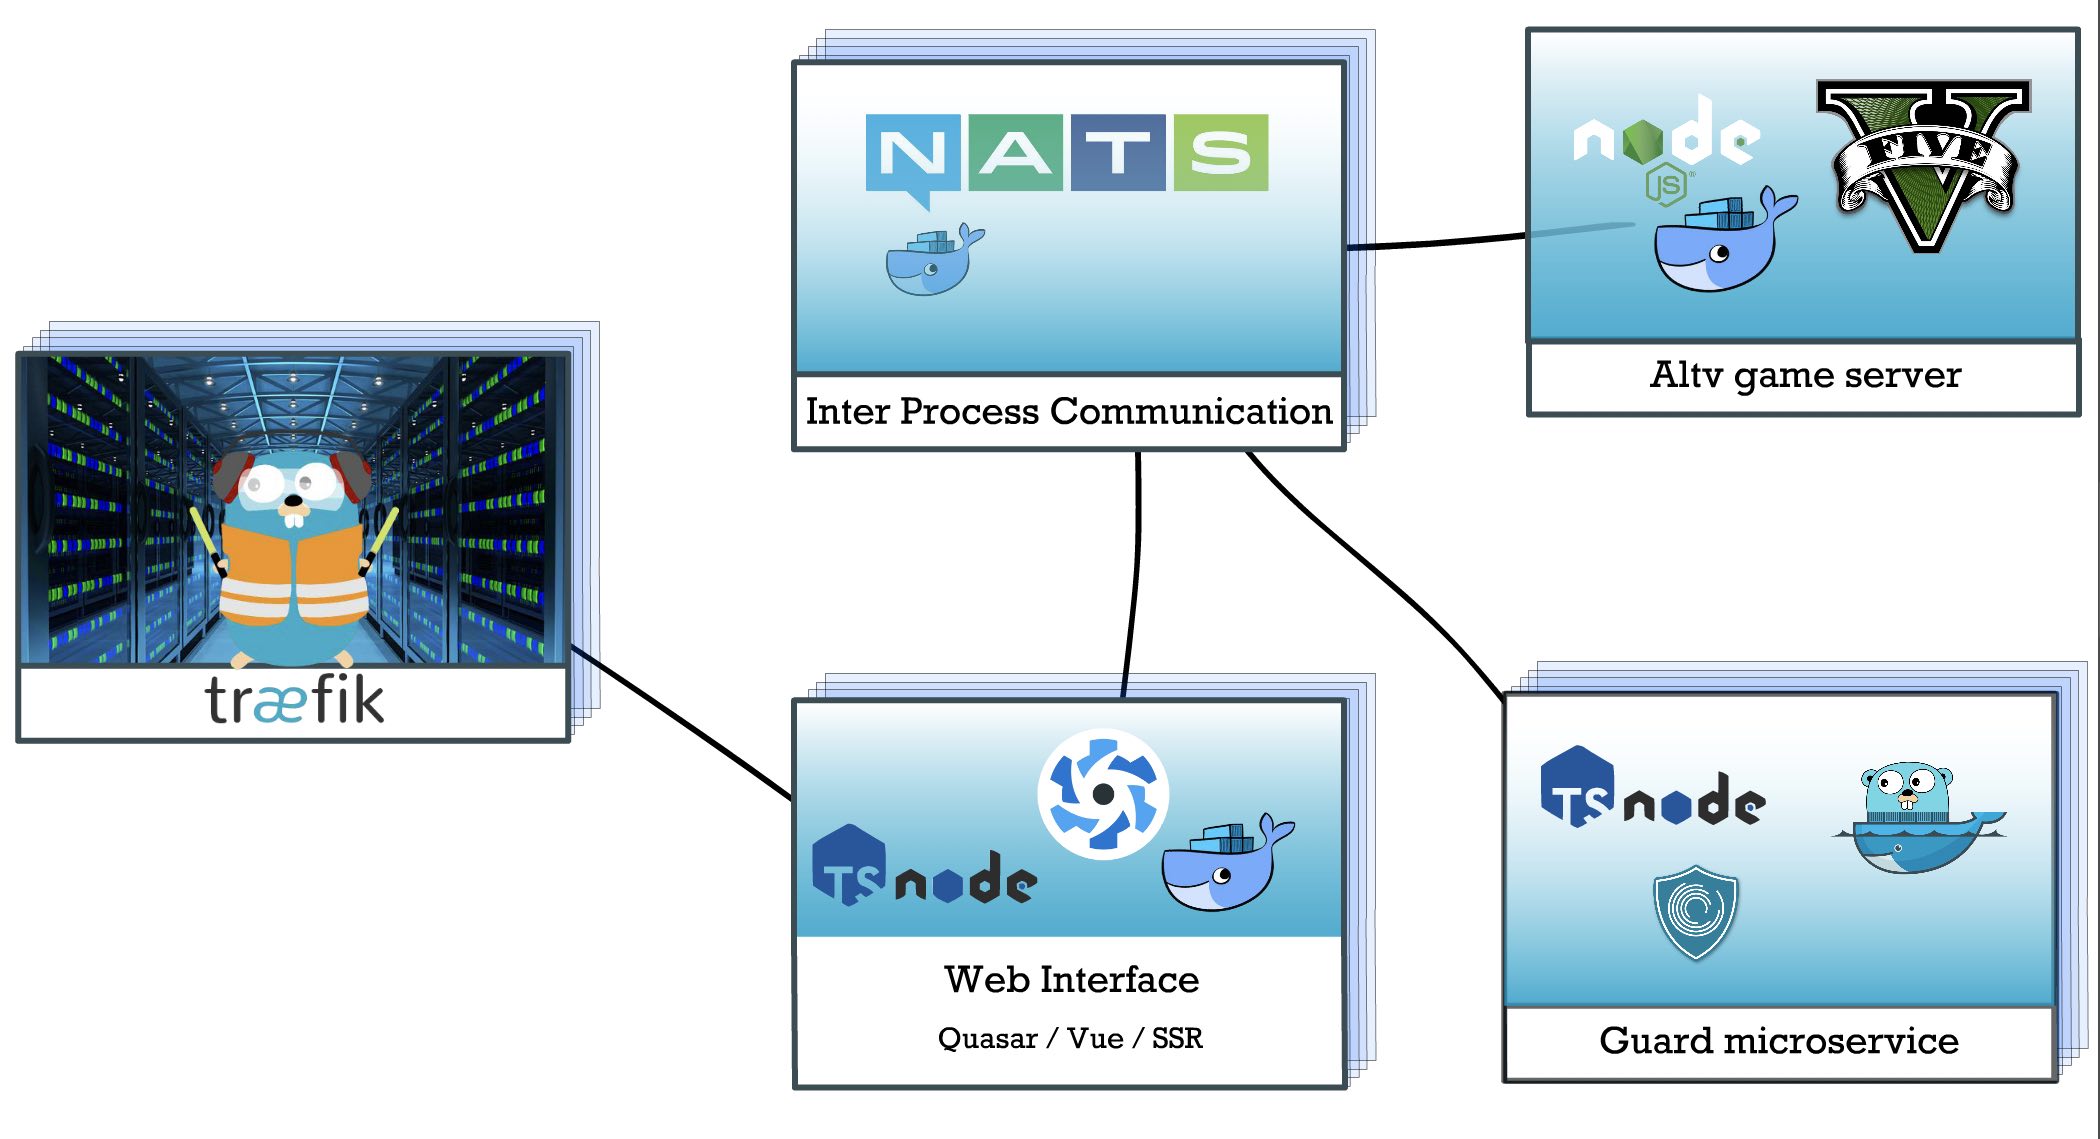 NATS
Inter Process Communication
node
JS
FIVE
Altv game server
træfik
TS node
Web Interface
Quasar / Vue / SSR
TS node
Guard microservice